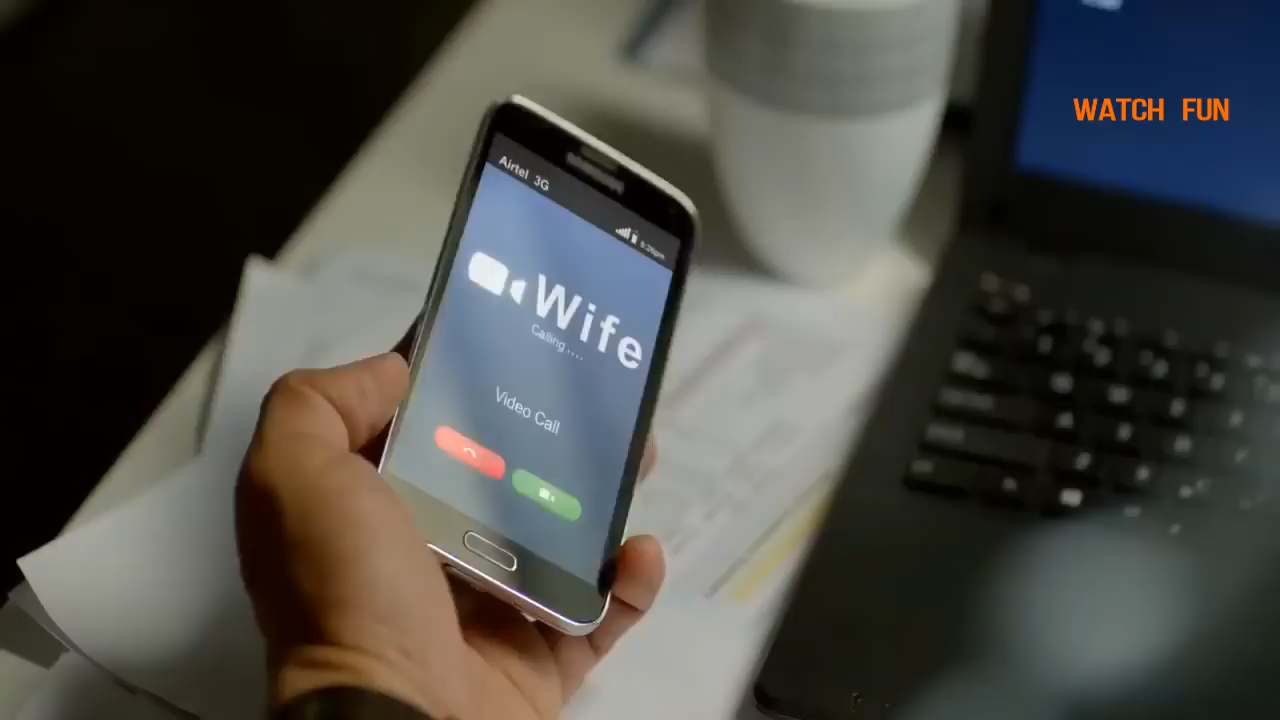 WATCH FUN
Airtel 3G
Wife
Calling ....
Video Call